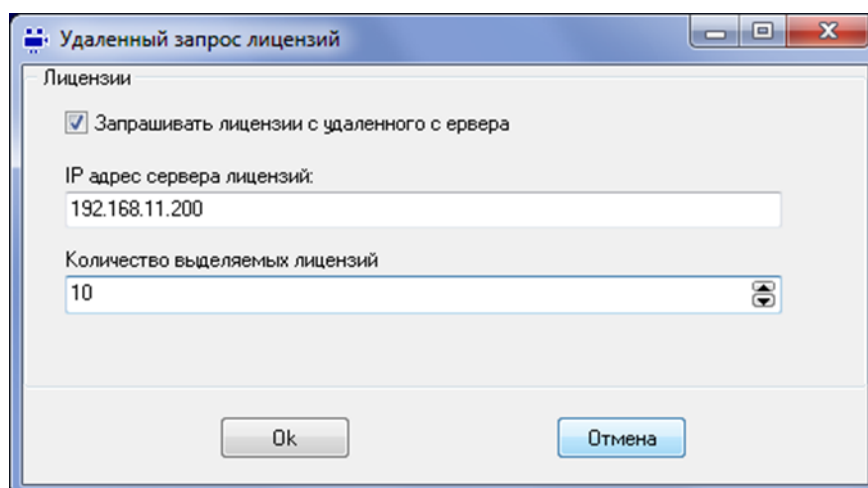 Удаленный запрос лицензий
Лицензии
Запрашивать лицензии с удаленного с ервера
IP адрес сервера лицензий:
192.168.11.200
Количество выделяемых лицензий
10
Ok
Отмена